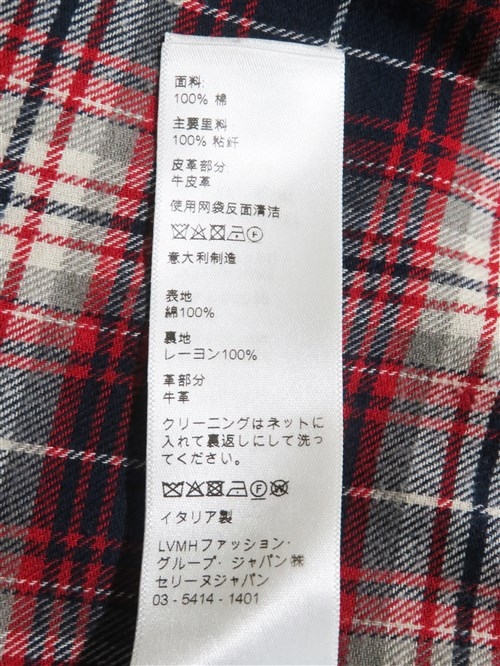 面料:
100% 棉
主要里料
100% 粘纤
皮革部分
牛皮革
使用网袋反面清洁
F
意大利制造
表地
綿100%
裏地
レーヨン100%
革部分
牛革
クリーニングはネットに
入れて裏返しにして洗っ
てください。
F W
イタリア製
LVMHファッション・
グループ・ジャパン㈱
セリーヌジャパン
03 - 5414 - 1401